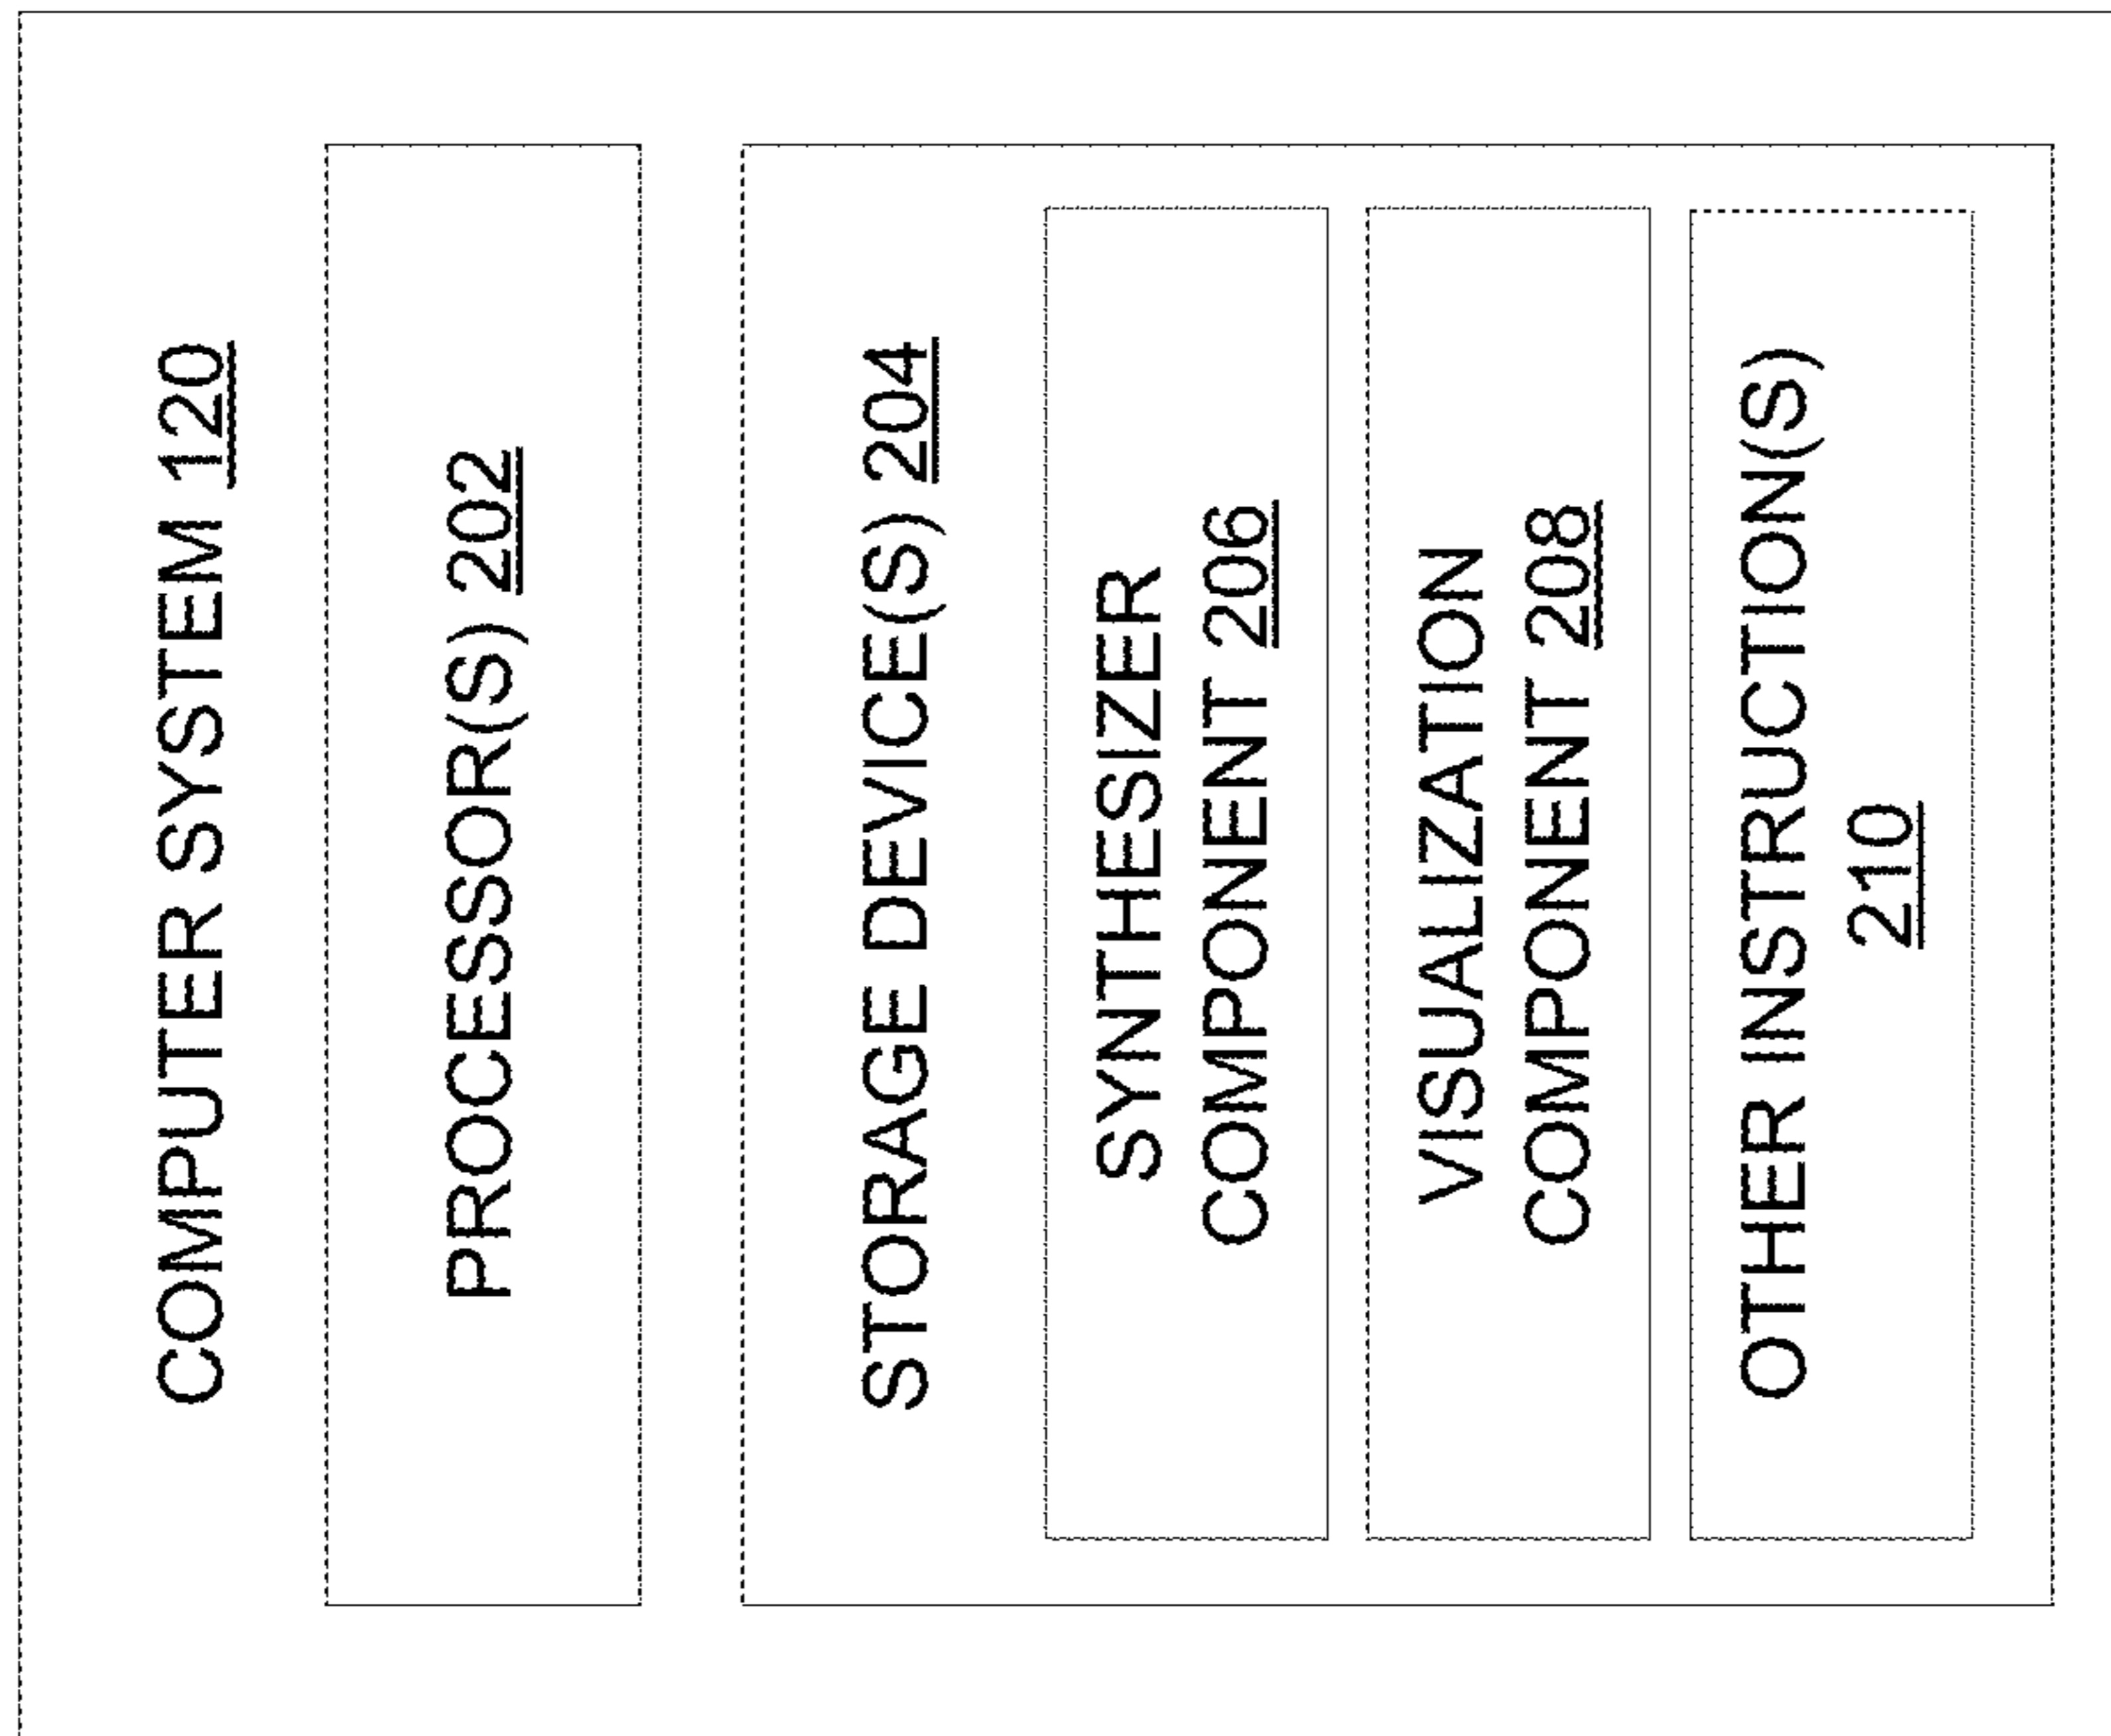 COMPUTER SYSTEM 120
PROCESSOR(S) 202
STORAGE DEVICE(S) 204
SYNTHESIZER
COMPONENT 206
VISUALIZATION
COMPONENT 208
OTHER INSTRUCTION(S)
210